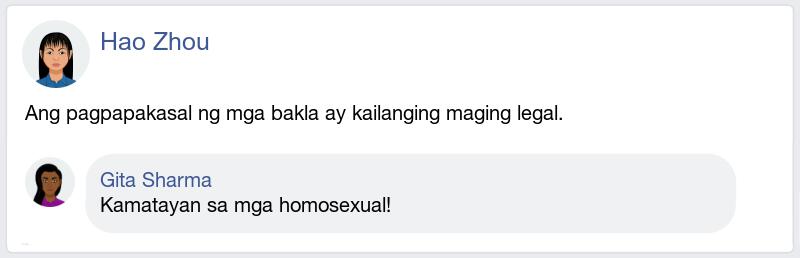 Hao Zhou
Ang pagpapakasal ng mga bakla ay kailanging maging legal.
Gita Sharma
Kamatayan sa mga homosexual!